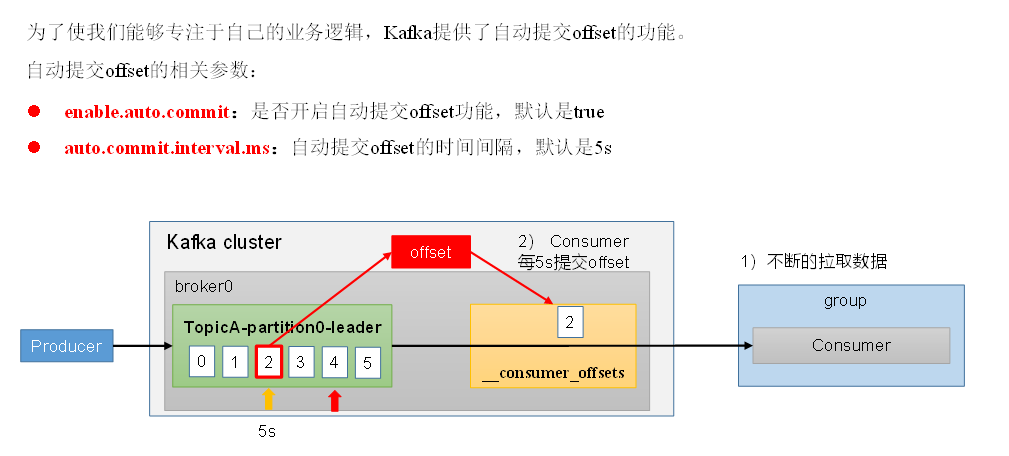 为了使我们能够专注于自己的业务逻辑，Kafka提供了自动提交offset的功能。
自动提交offset的相关参数：
● enable.auto.commit：是否开启自动提交offset功能，默认是true
● auto.commit.interval.ms：自动提交offset的时间间隔，默认是5s
Kafka cluster
offset
2） Consumer
每5s提交offset
1）不断的拉取数据
broker0
group
TopicA-partition0-leader
2
Producer
Consumer
0 1 2 3 4 5
__consumer_offsets
5s